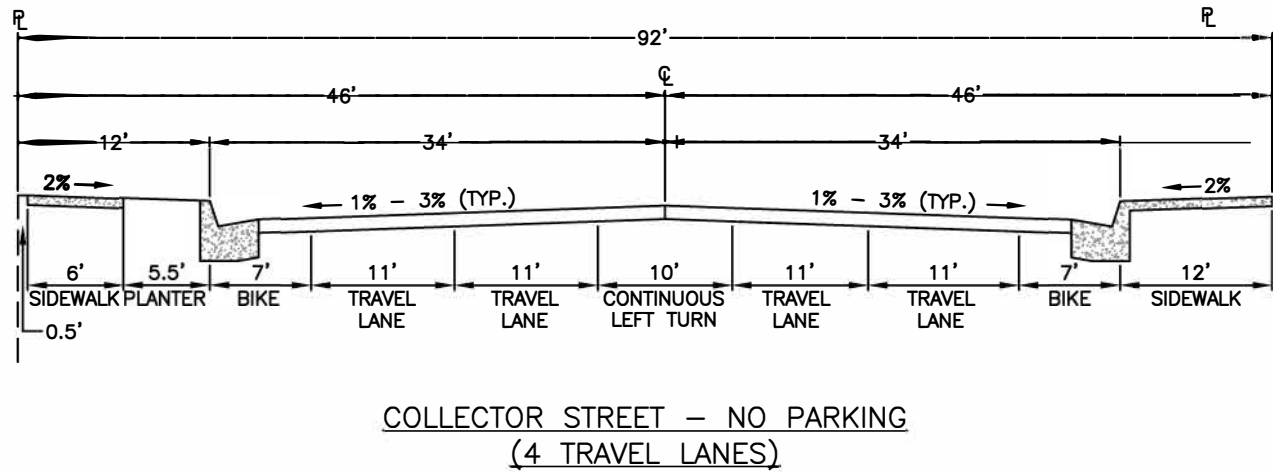 ℄ ℄
92'
℄
46' 46'
12' 34' 34'
2% 1% - 3% (TYP.) 1% - 3% (TYP.) 2%
6' 5.5' 7' 11' 11' 10' 11' 11' 7' 12'
SIDEWALK PLANTER BIKE TRAVEL LANE TRAVEL LANE CONTINUOUS LEFT TURN TRAVEL LANE TRAVEL LANE BIKE SIDEWALK
0.5'
COLLECTOR STREET - NO PARKING
(4 TRAVEL LANES)